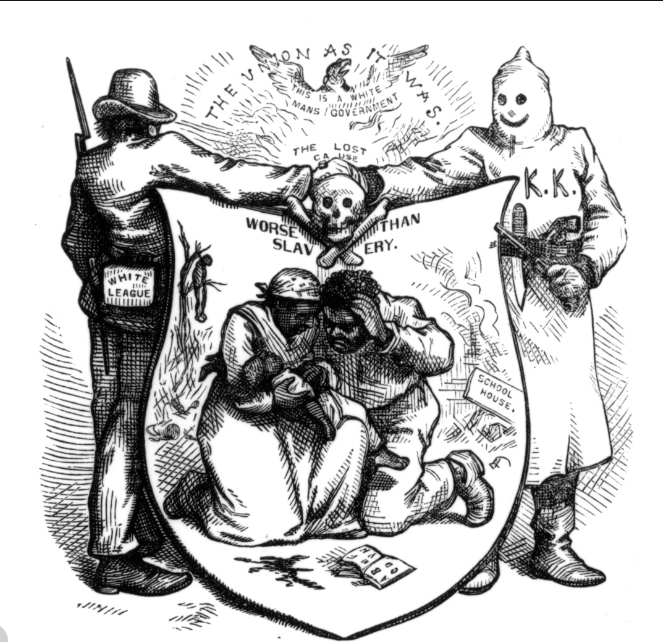 THE UNION AS IT WAS.
THIS IS A WHITE
MANS GOVERNMENT
THE LOST
CAUSE
WORSE THAN
SLAVERY.
WHITE
LEAGUE
K.K.
SCHOOL
HOUSE.